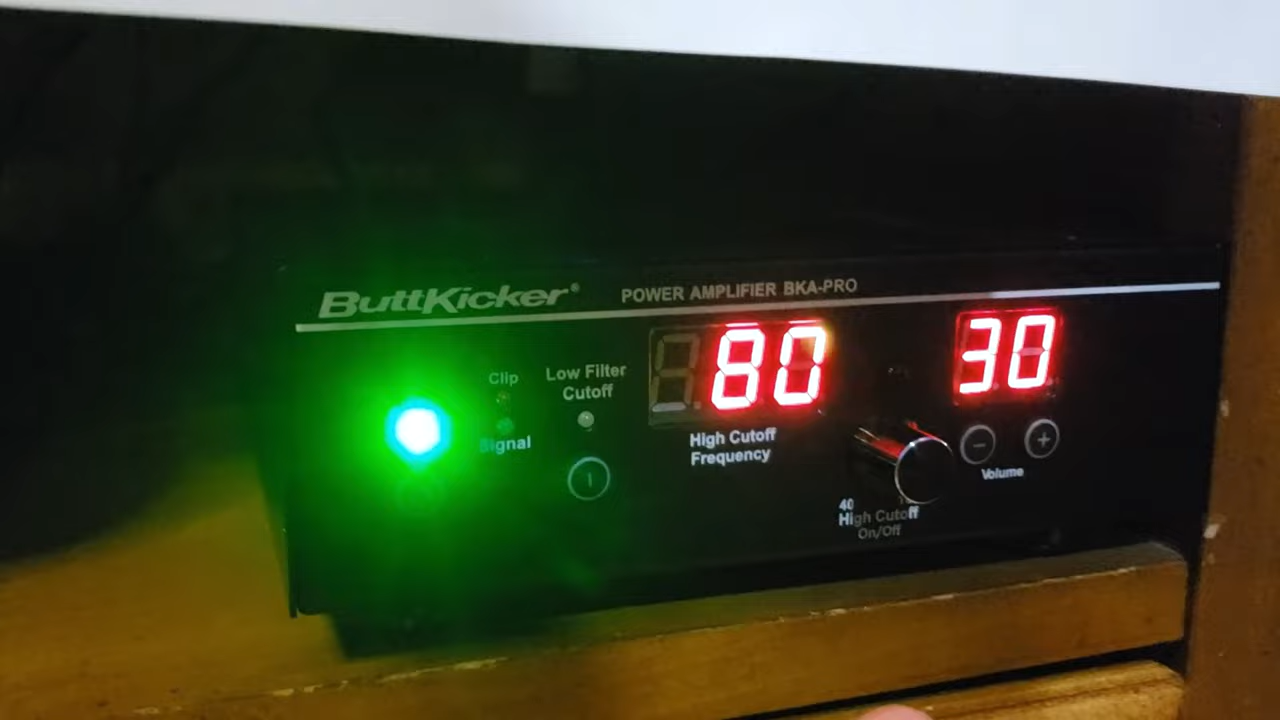 ButtKicker®
POWER AMPLIFIER BKA-PRO
Clip
Signal
Low Filter
Cutoff
80
High Cutoff
Frequency
40
High Cutoff
On/Off
30
- +
Volume